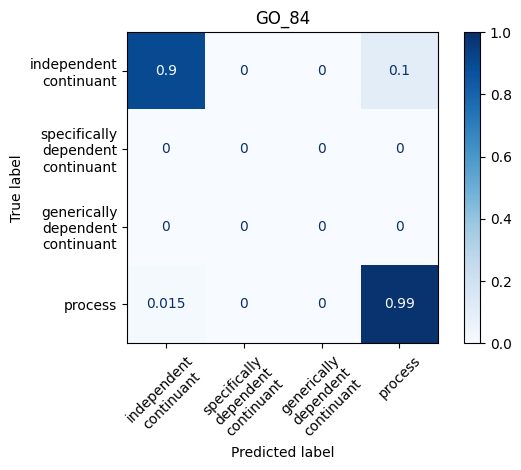 GO_84
independent
continuant
specifically
dependent
continuant
generically
dependent
continuant
process
True label
0.9 0 0 0.1
0 0 0 0
0 0 0 0
0.015 0 0 0.99
1.0
0.8
0.6
0.4
0.2
0.0
independent
continuant
specifically
dependent
continuant
generically
dependent
continuant
process
Predicted label